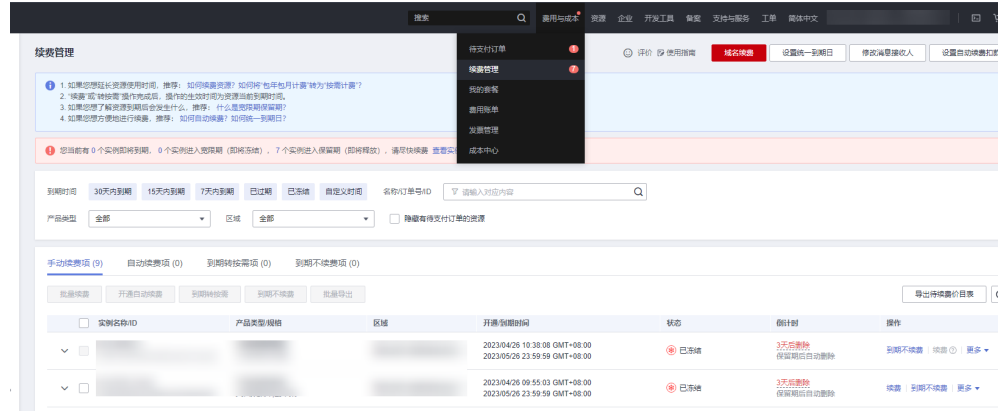 搜索 费用与成本 资源 企业 开发工具 备案 支持与服务 工单 简体中文
续费管理
评价 使用指南 域名续费 设置统一到期日 修改消息接收人 设置自动续费扣款
待支付订单 1
续费管理 7
我的套餐
费用账单
发票管理
成本中心
1. 如果您想延长资源使用时间，推荐： 如何续费资源? 如何将"包年包月计费"转为"按需计费"?
2. "续费"或"转按需"操作完成后，操作的生效时间为资源当前到期时间。
3. 如果您想了解资源到期后会发生什么，推荐： 什么是宽限期保留期?
4. 如果您想方便地进行续费，推荐： 如何自动续费? 如何统一到期日?
您当前有 0 个实例即将到期， 0 个实例进入宽限期（即将冻结）， 7 个实例进入保留期（即将释放），请尽快续费 查看实
到期时间 30天内到期 15天内到期 7天内到期 已过期 已冻结 自定义时间 名称/订单号/ID 请输入对应内容
产品类型 全部 区域 全部 隐藏有待支付订单的资源
手动续费项 (9) 自动续费项 (0) 到期转按需项 (0) 到期不续费项 (0)
批量续费 开通自动续费 到期转按需 到期不续费 批量导出 导出待续费价目表
实例名称/ID 产品类型/规格 区域 开通/到期时间 状态 倒计时 操作
2023/04/26 10:38:08 GMT+08:00
2023/05/26 23:59:59 GMT+08:00
已冻结
3天后删除
保留期后自动删除
到期不续费 续费 更多
2023/04/26 09:55:03 GMT+08:00
2023/05/26 23:59:59 GMT+08:00
已冻结
3天后删除
保留期后自动删除
续费 到期不续费 更多